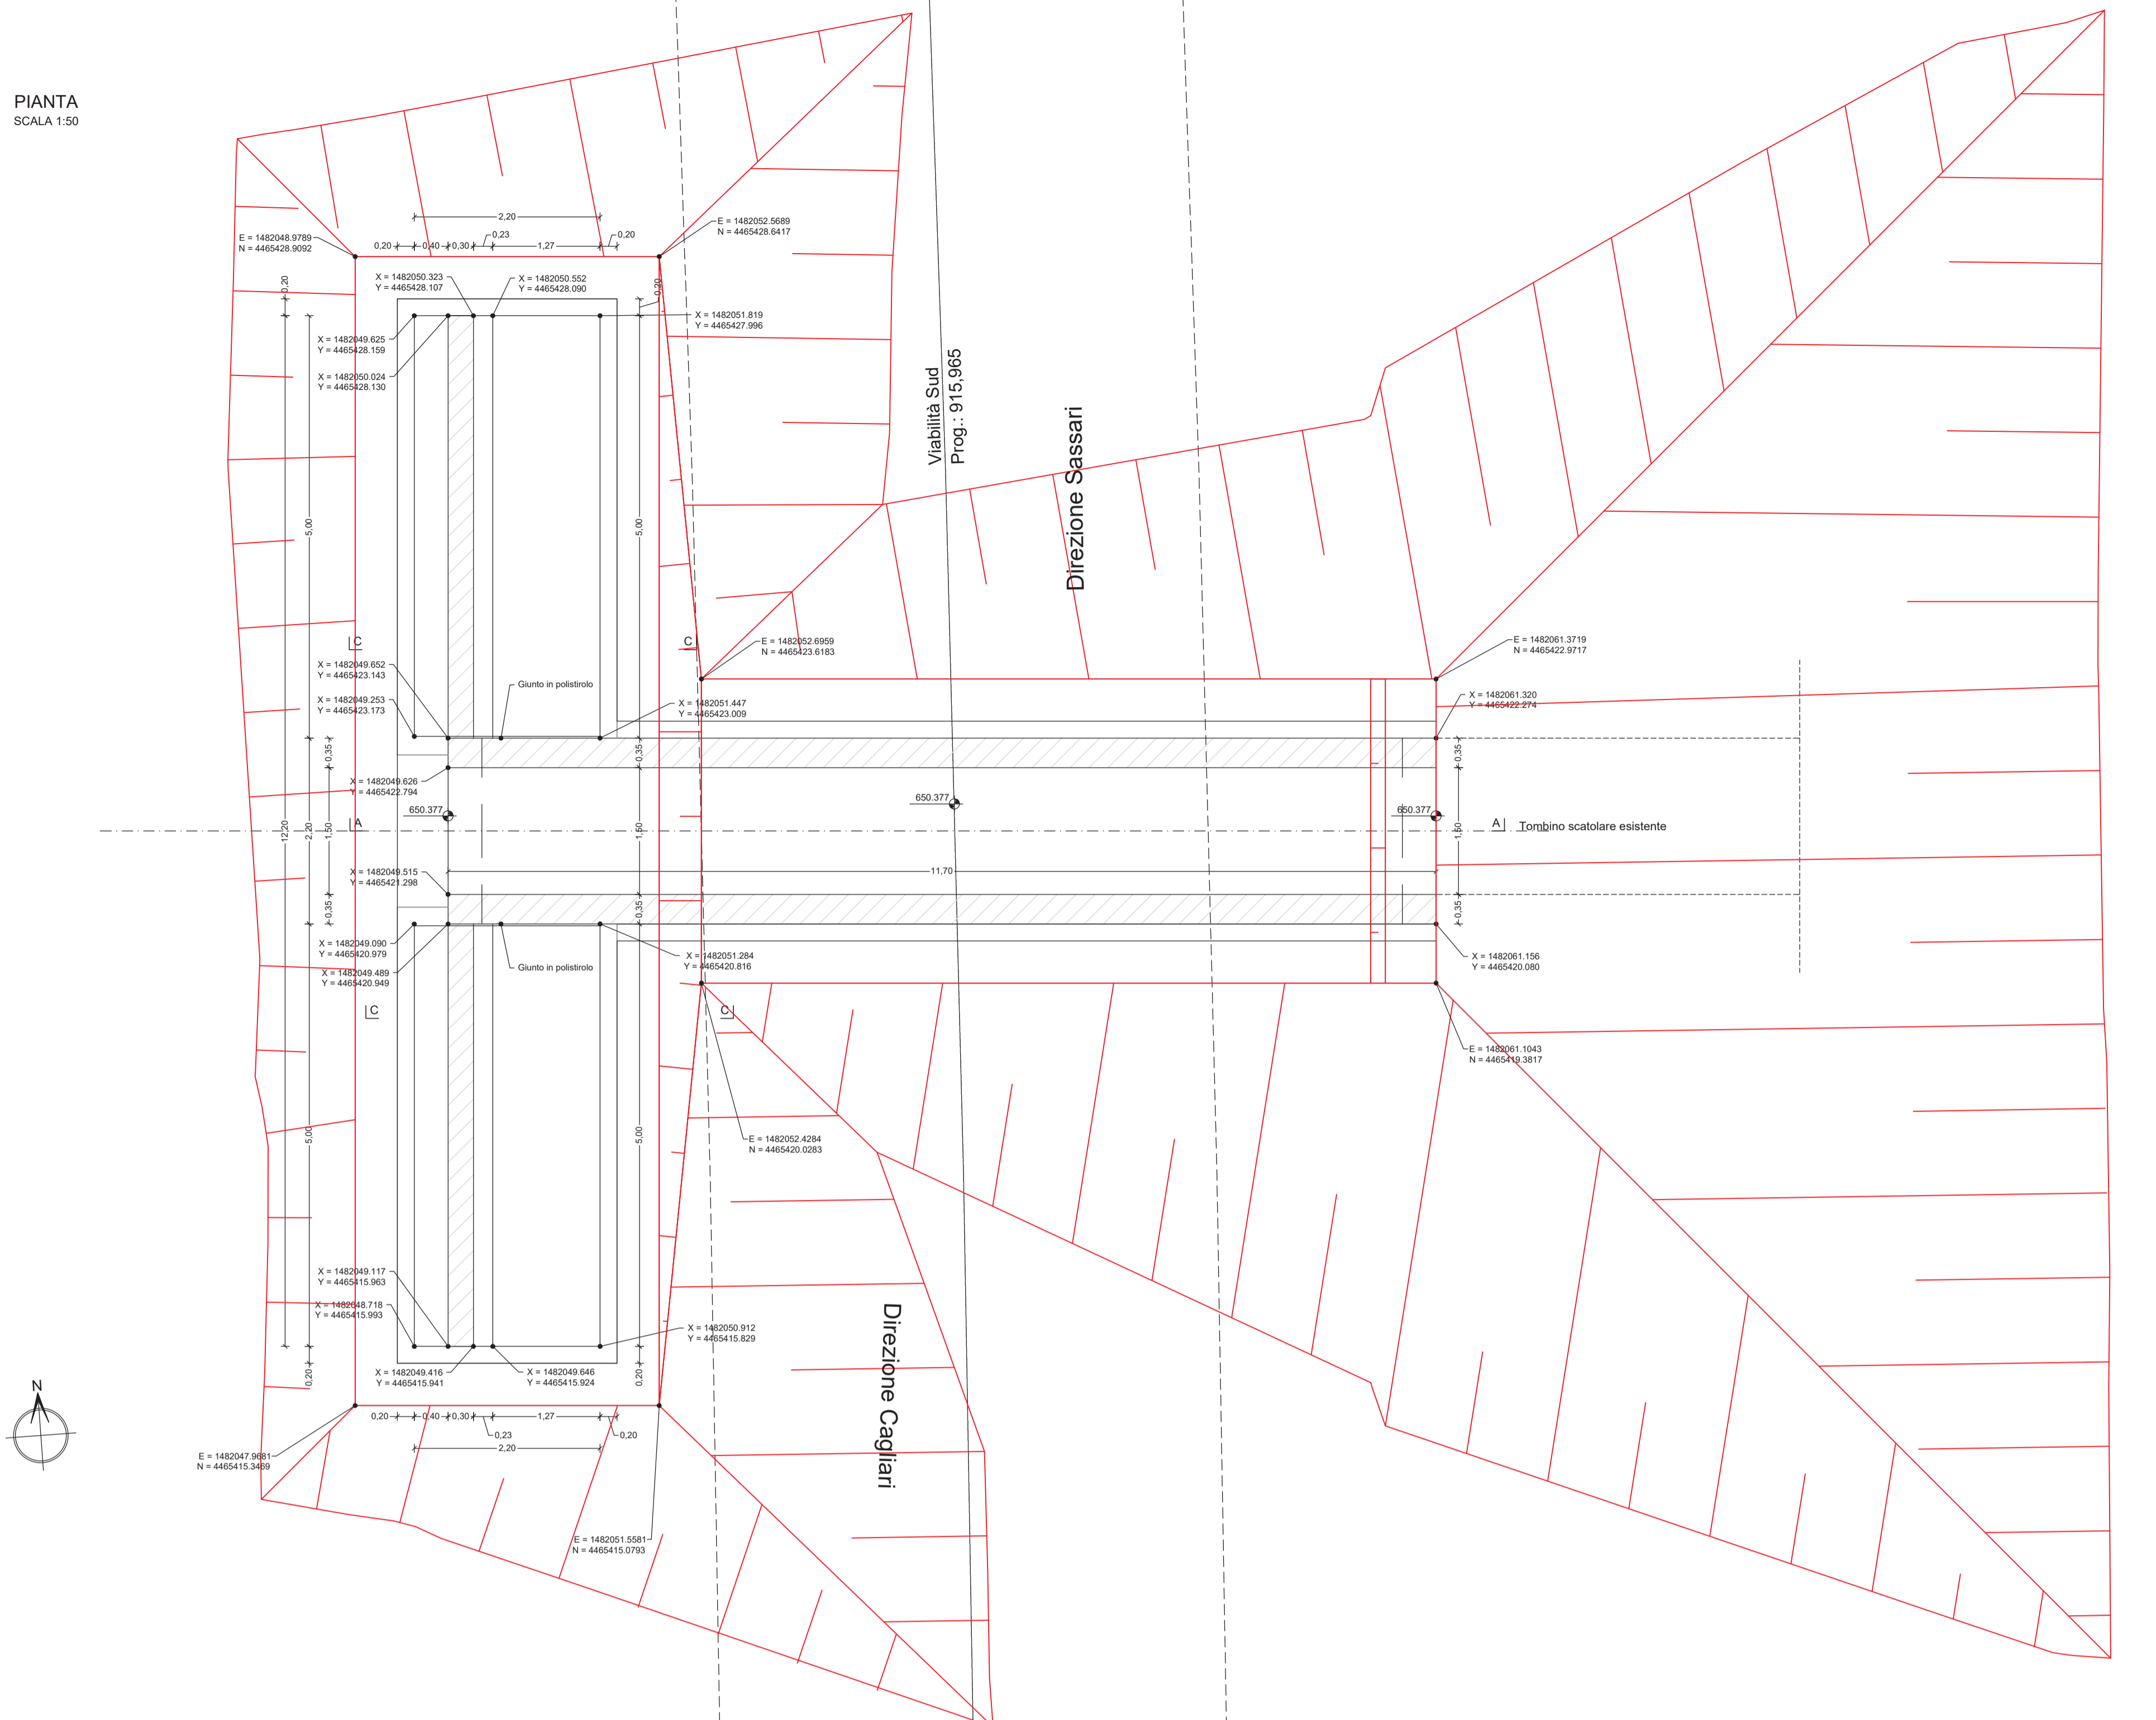 PIANTA
SCALA 1:50
2,20
0,23
0,20
0,20
0,40
0,30
1,27
E = 1482048.9789
N = 4465428.9092
E = 1482052.5689
N = 4465428.6417
X = 1482050.323
Y = 4465428.107
X = 1482050.552
Y = 4465428.090
0,20
0,20
X = 1482051.819
Y = 4465427.996
X = 1482049.625
Y = 4465428.159
X = 1482050.024
Y = 4465428.130
Viabilità Sud
Prog.: 915,965
Direzione Sassari
5,00
5,00
C
C
E = 1482052.6959
N = 4465423.6183
E = 1482061.3719
N = 4465422.9717
X = 1482049.652
Y = 4465423.143
Giunto in polistirolo
X = 1482049.253
Y = 4465423.173
X = 1482051.447
Y = 4465423.009
X = 1482061.320
Y = 4465422.274
0,35
0,35
0,35
X = 1482049.626
Y = 4465422.794
650.377
650.377
650.377
A
A
Tombino scatolare esistente
12,20
2,20
1,50
1,50
1,50
11,70
X = 1482049.515
Y = 4465421.298
0,35
0,35
0,35
X = 1482049.090
Y = 4465420.979
X = 1482049.489
Y = 4465420.949
Giunto in polistirolo
X = 1482051.284
Y = 4465420.816
X = 1482061.156
Y = 4465420.080
C
C
E = 1482061.1043
N = 4465419.3817
E = 1482052.4284
N = 4465420.0283
5,00
5,00
X = 1482049.117
Y = 4465415.963
X = 1482048.718
Y = 4465415.993
X = 1482050.912
Y = 4465415.829
X = 1482049.416
Y = 4465415.941
X = 1482049.646
Y = 4465415.924
0,20
0,20
Direzione Cagliari
N
0,20
0,40
0,30
1,27
0,23
0,20
2,20
E = 1482047.9681
N = 4465415.3469
E = 1482051.5581
N = 4465415.0793